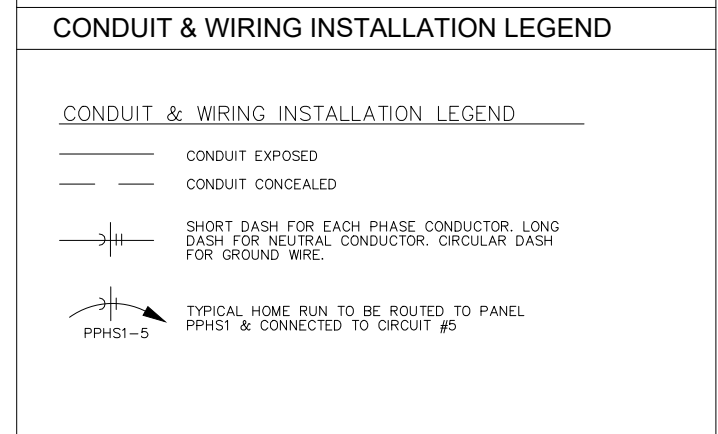 CONDUIT & WIRING INSTALLATION LEGEND
CONDUIT & WIRING INSTALLATION LEGEND
CONDUIT EXPOSED
CONDUIT CONCEALED
SHORT DASH FOR EACH PHASE CONDUCTOR. LONG
DASH FOR NEUTRAL CONDUCTOR. CIRCULAR DASH
FOR GROUND WIRE.
TYPICAL HOME RUN TO BE ROUTED TO PANEL
PPHS1 & CONNECTED TO CIRCUIT #5
PPHS1-5